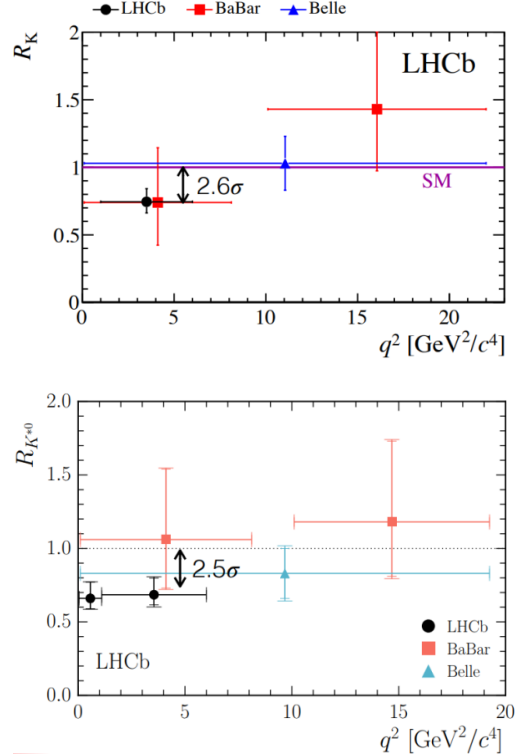 LHCb BaBar Belle
R_K
2
LHCb
1.5
1
2.6σ
SM
0.5
0
0 5 10 15 20
q² [GeV²/c⁴]
R_{K*0}
2.0
1.5
1.0
2.5σ
0.5
LHCb
LHCb
BaBar
Belle
0.0
0 5 10 15 20
q² [GeV²/c⁴]